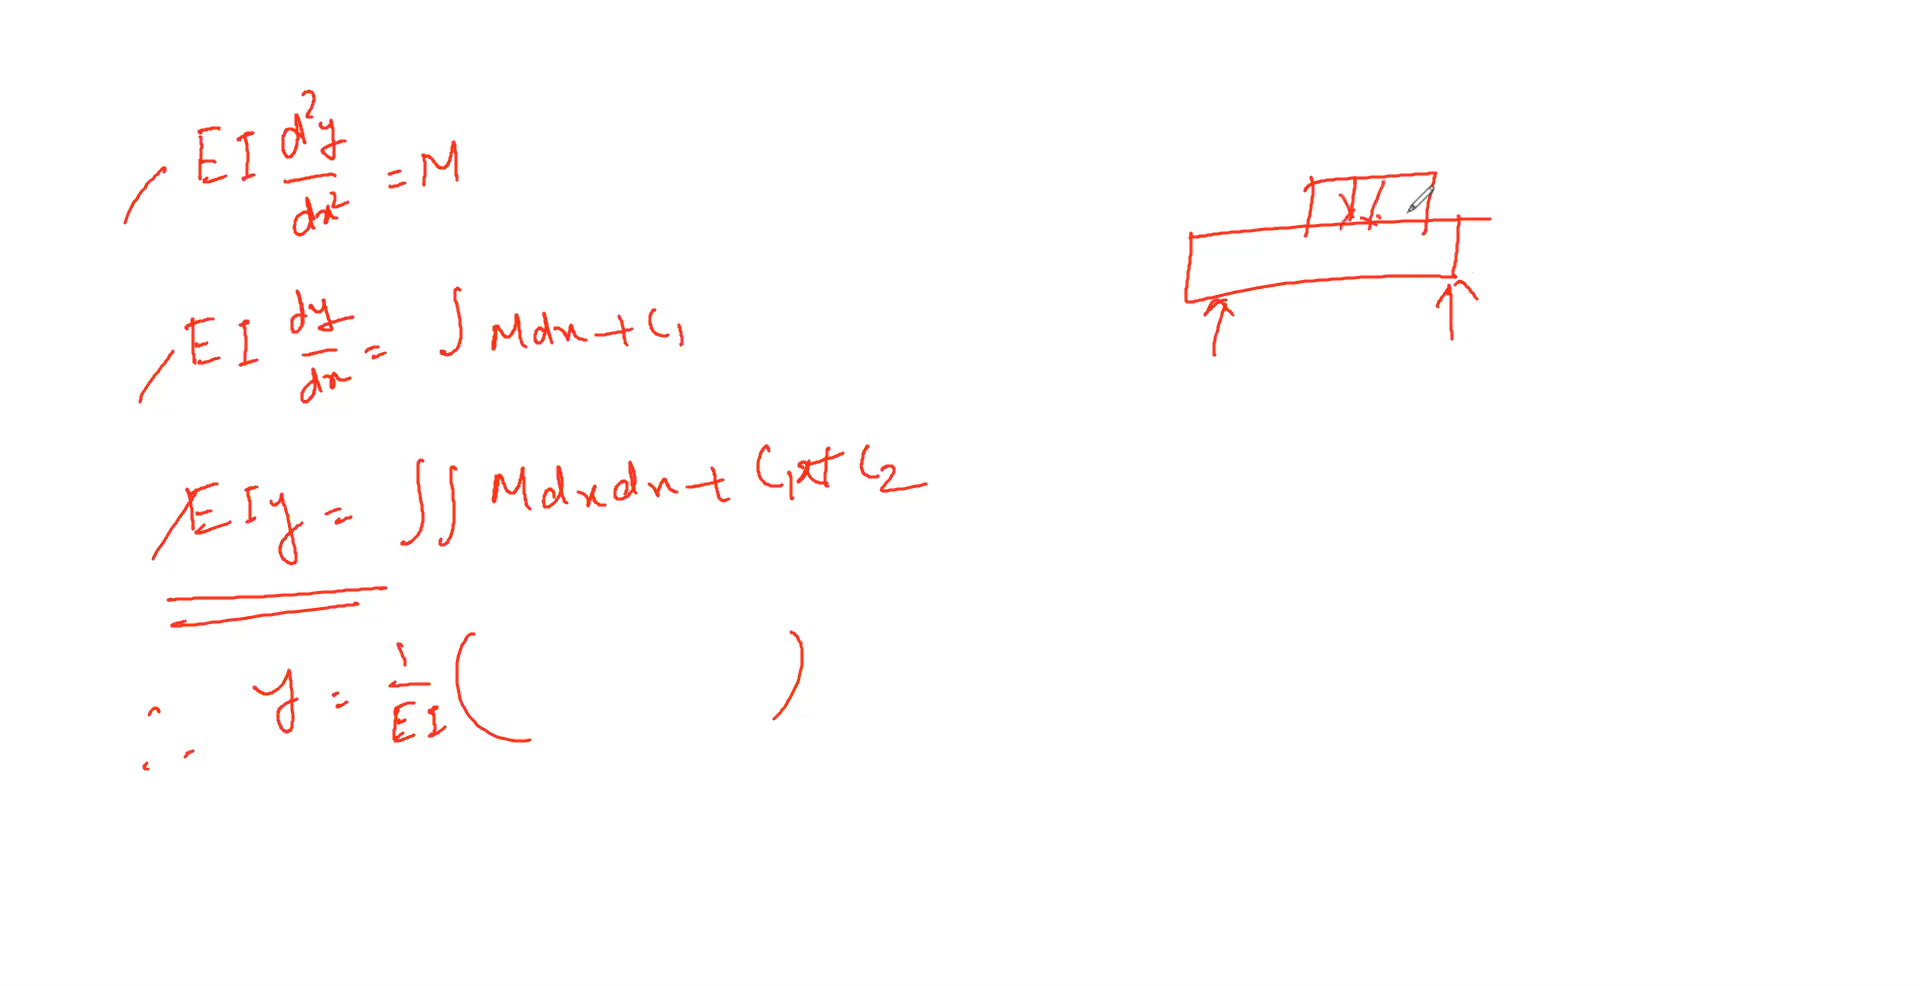 EI d²y/dx² = M
EI dy/dx = ∫ M dx + C₁
EIy = ∫∫ M dx dx + C₁x + C₂
∴ y = 1/EI ( )